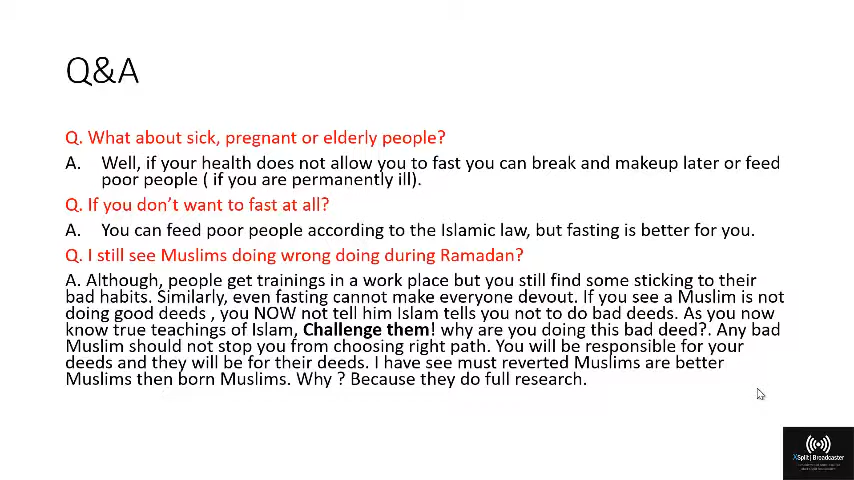 Q&A
Q. What about sick, pregnant or elderly people?
A. Well, if your health does not allow you to fast you can break and makeup later or feed
poor people ( if you are permanently ill).
Q. If you don't want to fast at all?
A. You can feed poor people according to the Islamic law, but fasting is better for you.
Q. I still see Muslims doing wrong doing during Ramadan?
A. Although, people get trainings in a work place but you still find some sticking to their
bad habits. Similarly, even fasting cannot make everyone devout. If you see a Muslim is not
doing good deeds , you NOW not tell him Islam tells you not to do bad deeds. As you now
know true teachings of Islam, Challenge them! why are you doing this bad deed?. Any bad
Muslim should not stop you from choosing right path. You will be responsible for your
deeds and they will be for their deeds. I have see must reverted Muslims are better
Muslims then born Muslims. Why ? Because they do full research.
XSplit Broadcaster